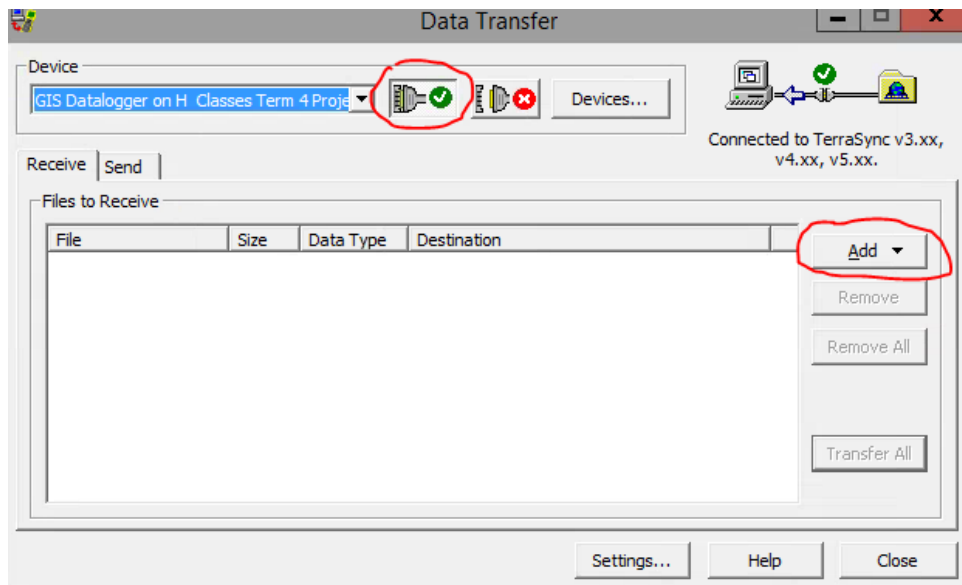 Data Transfer
Device
GIS Datalogger on H Classes Term 4 Proje
Devices...
Connected to TerraSync v3.xx,
v4.xx, v5.xx.
Receive
Send
Files to Receive
File Size Data Type Destination
Add
Remove
Remove All
Transfer All
Settings... Help Close